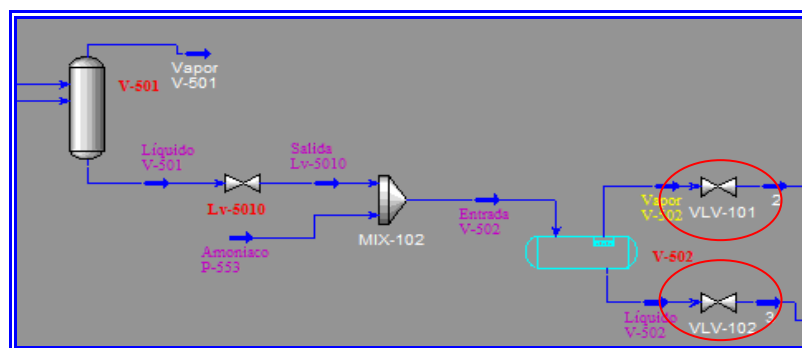 Vapor
V-501
V-501
Líquido
V-501
Salida
Lv-5010
Lv-5010
Amoníaco
P-553
MIX-102
Entrada
V-502
Vapor
V-502
VLV-101
2
V-502
Líquido
V-502
VLV-102
3